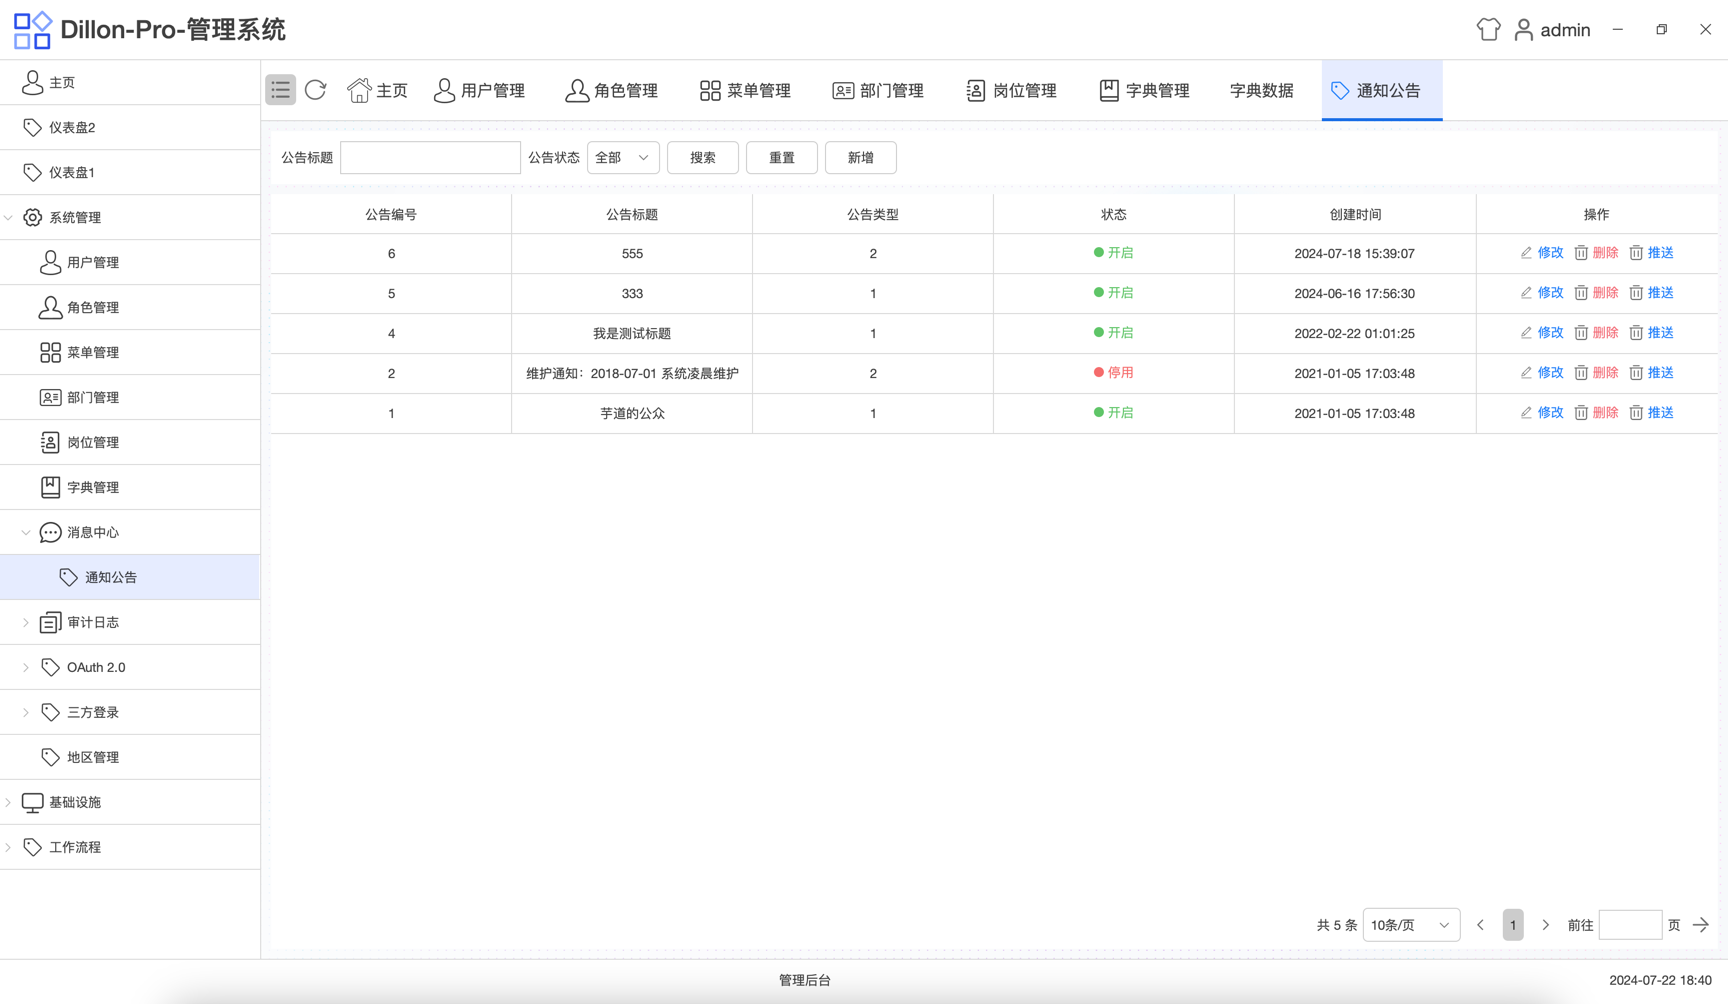 Dillon-Pro-管理系统
admin
主页
仪表盘2
仪表盘1
系统管理
用户管理
角色管理
菜单管理
部门管理
岗位管理
字典管理
消息中心
通知公告
审计日志
OAuth 2.0
三方登录
地区管理
基础设施
工作流程
主页 用户管理 角色管理 菜单管理 部门管理 岗位管理 字典管理 字典数据 通知公告
公告标题 公告状态 全部 搜索 重置 新增
公告编号 公告标题 公告类型 状态 创建时间 操作
6 555 2 开启 2024-07-18 15:39:07 修改 删除 推送
5 333 1 开启 2024-06-16 17:56:30 修改 删除 推送
4 我是测试标题 1 开启 2022-02-22 01:01:25 修改 删除 推送
2 维护通知：2018-07-01 系统凌晨维护 2 停用 2021-01-05 17:03:48 修改 删除 推送
1 芋道的公众 1 开启 2021-01-05 17:03:48 修改 删除 推送
共 5 条 10条/页 1 前往 页
管理后台
2024-07-22 18:40